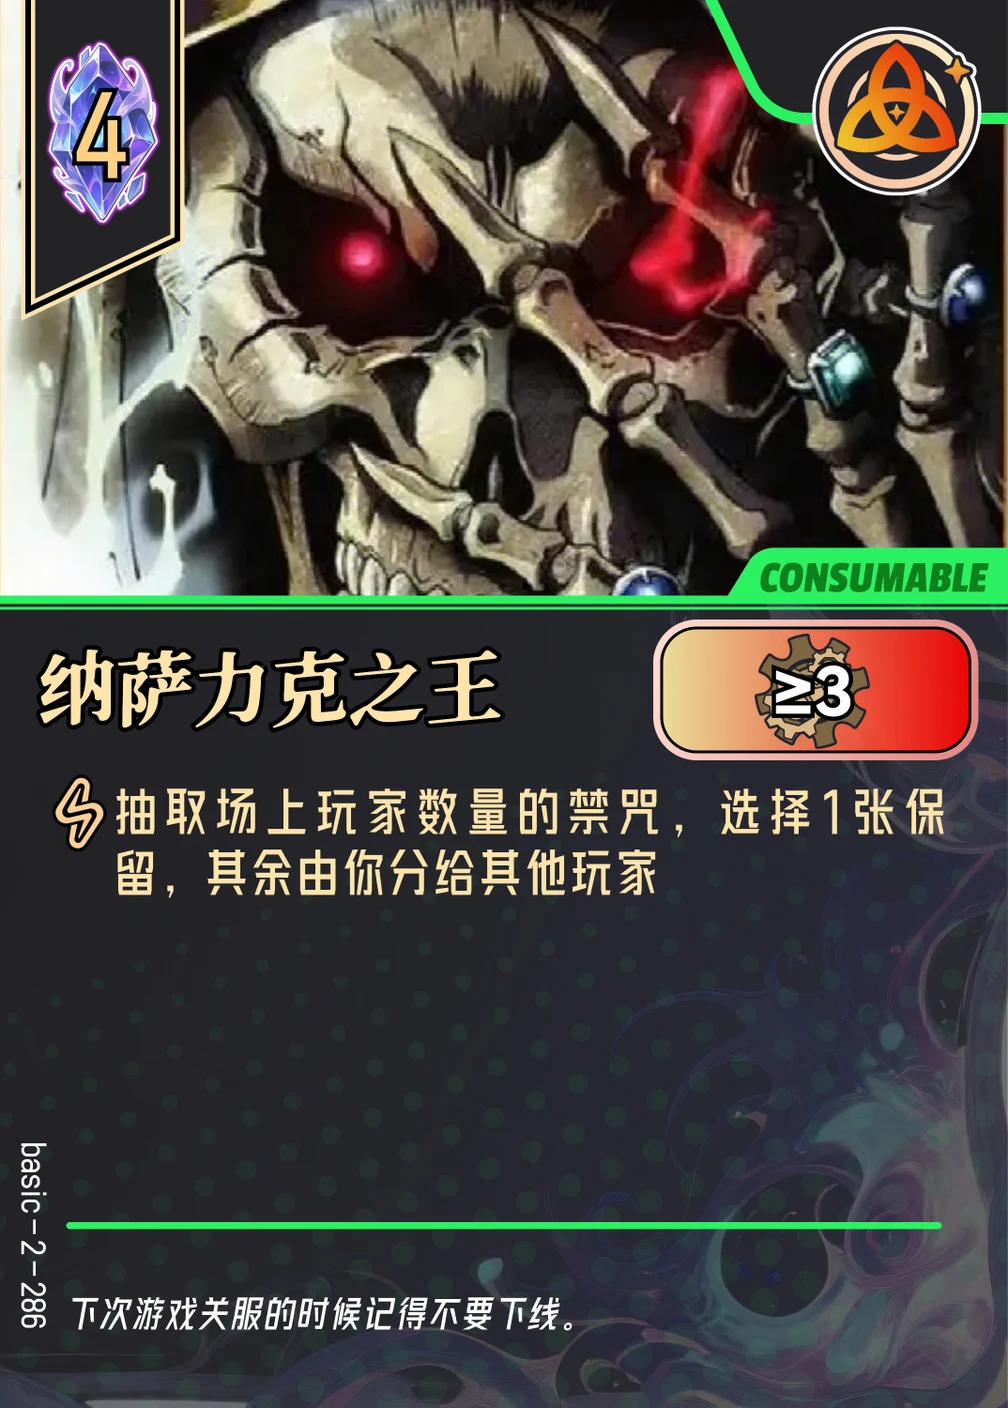 4
CONSUMABLE
纳萨力克之王
≥3
抽取场上玩家数量的禁咒，选择1张保
留，其余由你分给其他玩家
basic-2-286
下次游戏关服的时候记得不要下线。